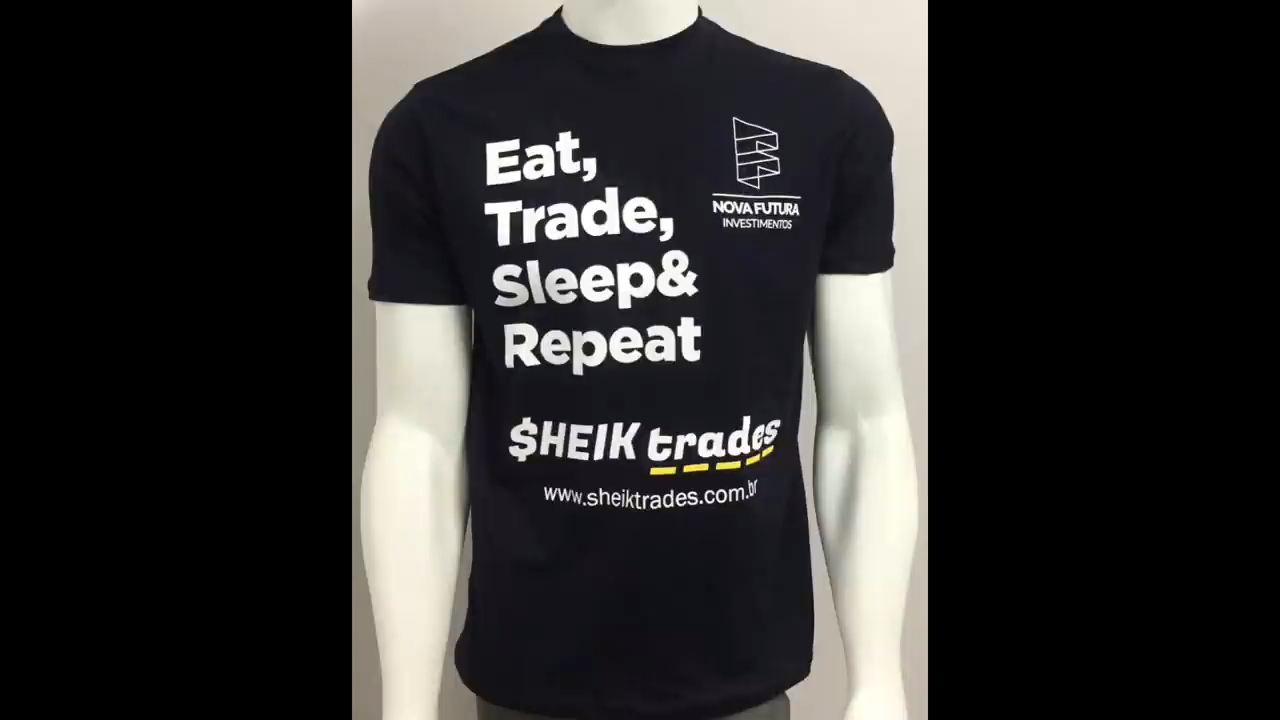 Eat,
Trade,
Sleep&
Repeat
NOVA FUTURA
INVESTIMENTOS
$HEIK trades
www.sheiktrades.com.br